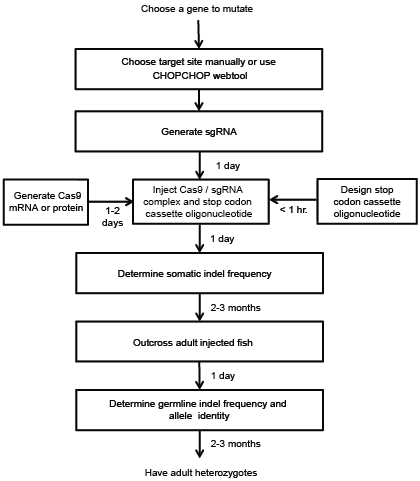 Choose a gene to mutate
Choose target site manually or use
CHOPCHOP webtool
Generate sgRNA
1 day
Generate Cas9
mRNA or protein
1-2
days
Inject Cas9 / sgRNA
complex and stop codon
cassette oligonucleotide
< 1 hr.
Design stop
codon cassette
oligonucleotide
1 day
Determine somatic indel frequency
2-3 months
Outcross adult injected fish
1 day
Determine germline indel frequency and
allele identity
2-3 months
Have adult heterozygotes